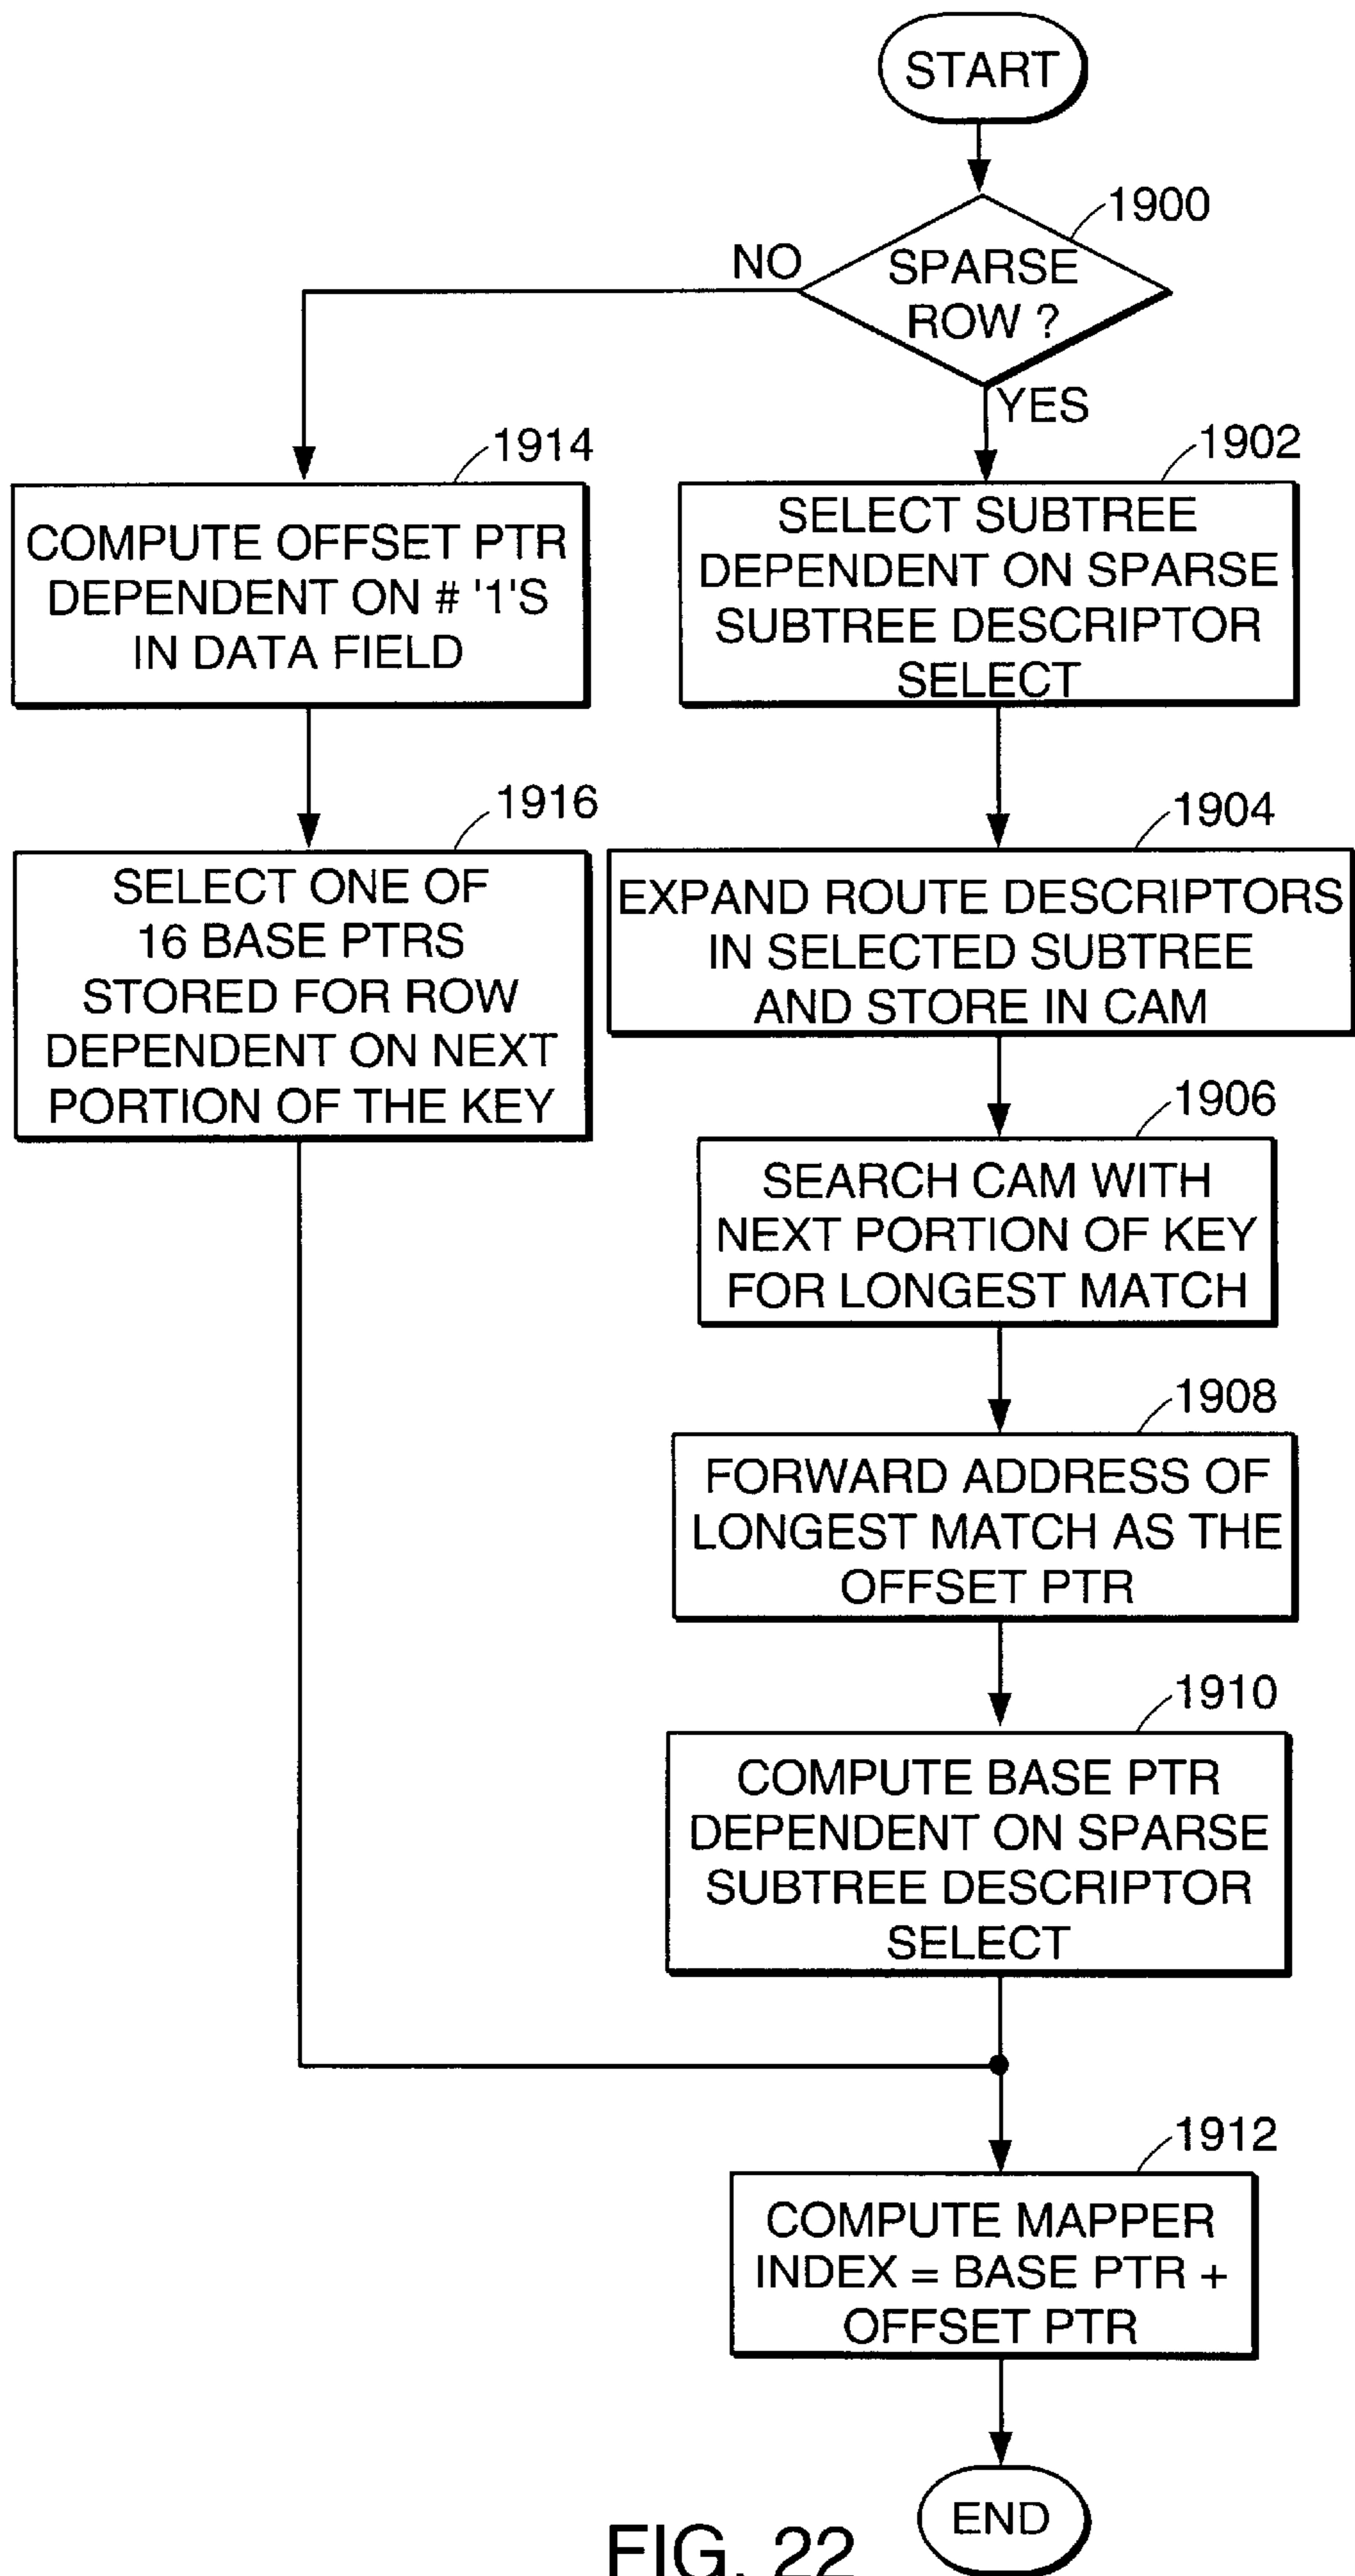 START
1900
SPARSE
ROW ?
NO
YES
1914
COMPUTE OFFSET PTR
DEPENDENT ON # '1'S
IN DATA FIELD
1902
SELECT SUBTREE
DEPENDENT ON SPARSE
SUBTREE DESCRIPTOR
SELECT
1916
SELECT ONE OF
16 BASE PTRS
STORED FOR ROW
DEPENDENT ON NEXT
PORTION OF THE KEY
1904
EXPAND ROUTE DESCRIPTORS
IN SELECTED SUBTREE
AND STORE IN CAM
1906
SEARCH CAM WITH
NEXT PORTION OF KEY
FOR LONGEST MATCH
1908
FORWARD ADDRESS OF
LONGEST MATCH AS THE
OFFSET PTR
1910
COMPUTE BASE PTR
DEPENDENT ON SPARSE
SUBTREE DESCRIPTOR
SELECT
1912
COMPUTE MAPPER
INDEX = BASE PTR +
OFFSET PTR
END
FIG. 22